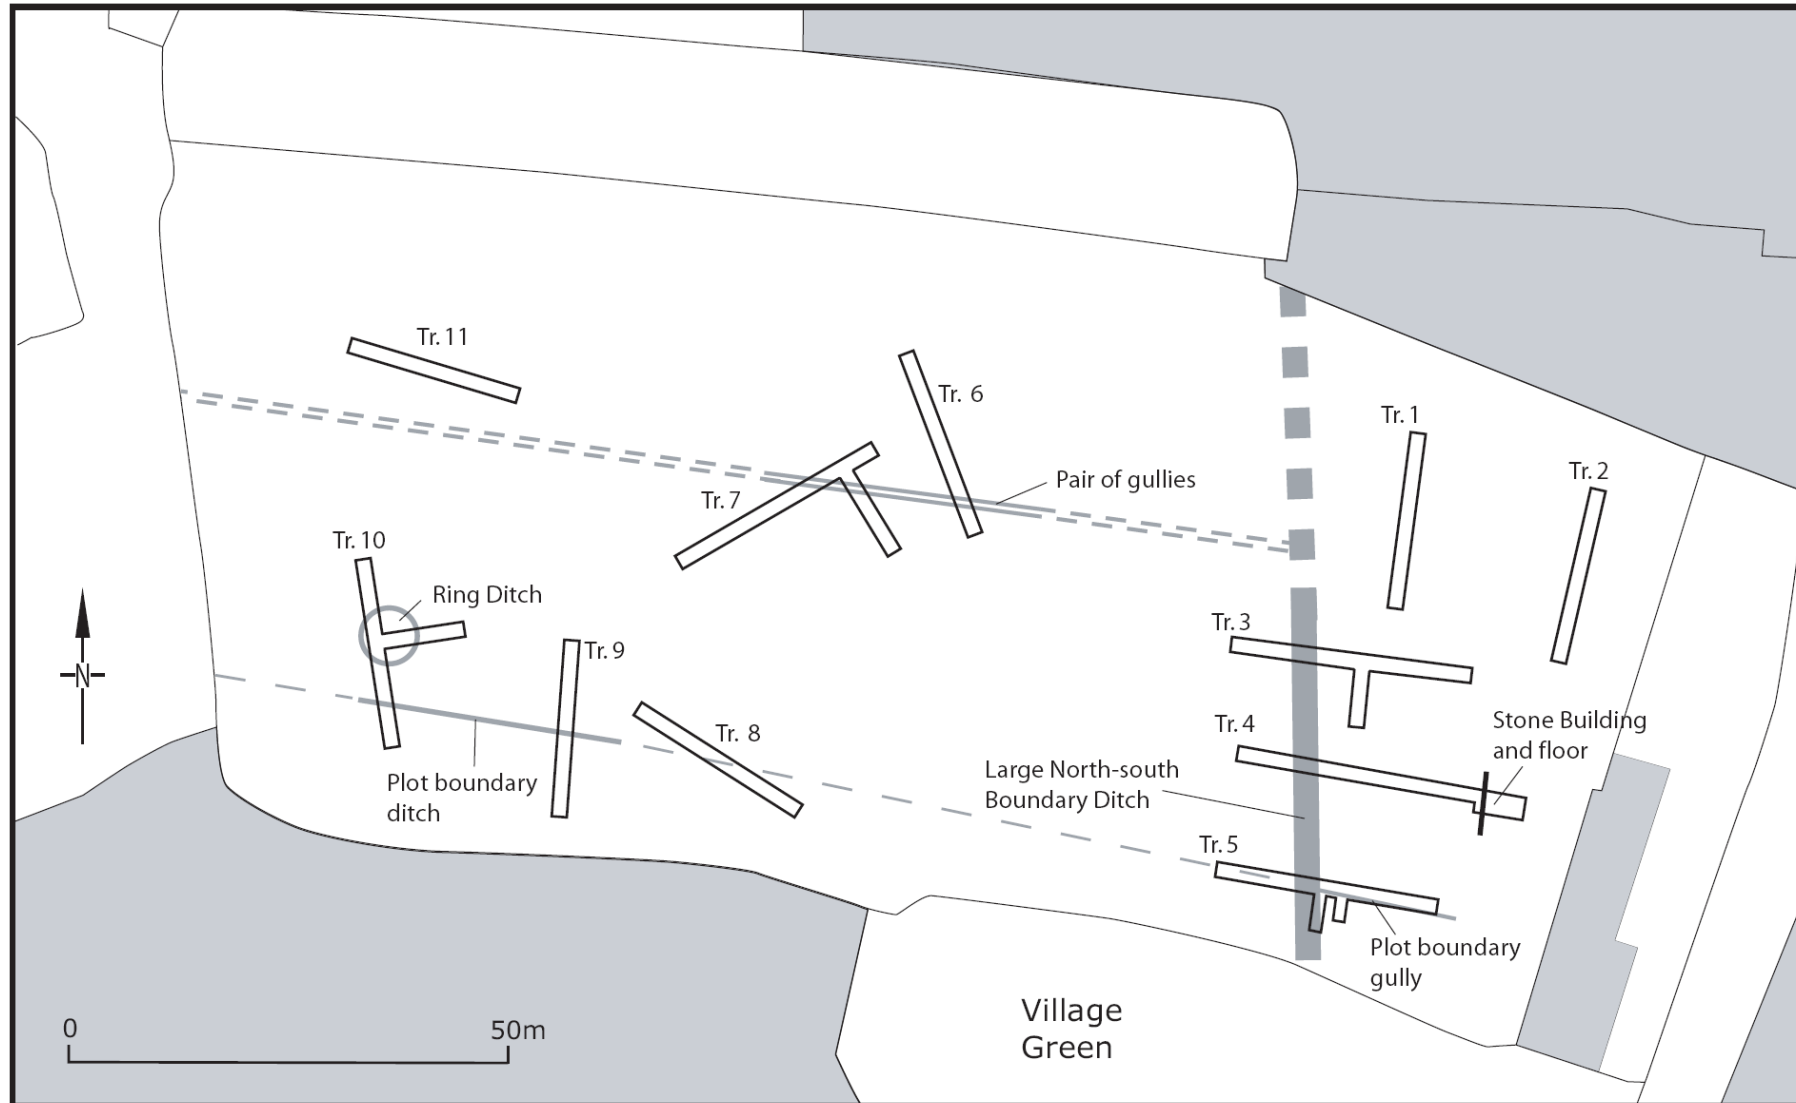 Tr. 11
Tr. 6
Tr. 1
Tr. 2
Pair of gullies
Tr. 7
Tr. 10
Ring Ditch
Tr. 9
Tr. 3
N
Tr. 8
Tr. 4
Stone Building
and floor
Large North-south
Boundary Ditch
Plot boundary
ditch
Tr. 5
Plot boundary
gully
Village
Green
0
50m